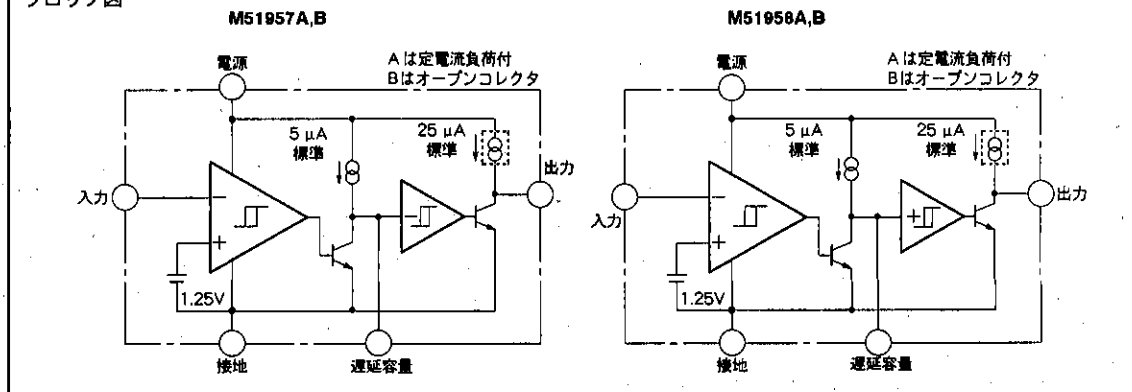 ブロック図
M51957A,B
電源
Aは定電流負荷付
Bはオープンコレクタ
5 μA
標準
25 μA
標準
入力
出力
−
+
−
1.25V
接地
遅延容量
M51958A,B
電源
Aは定電流負荷付
Bはオープンコレクタ
5 μA
標準
25 μA
標準
入力
出力
−
+
+
1.25V
接地
遅延容量